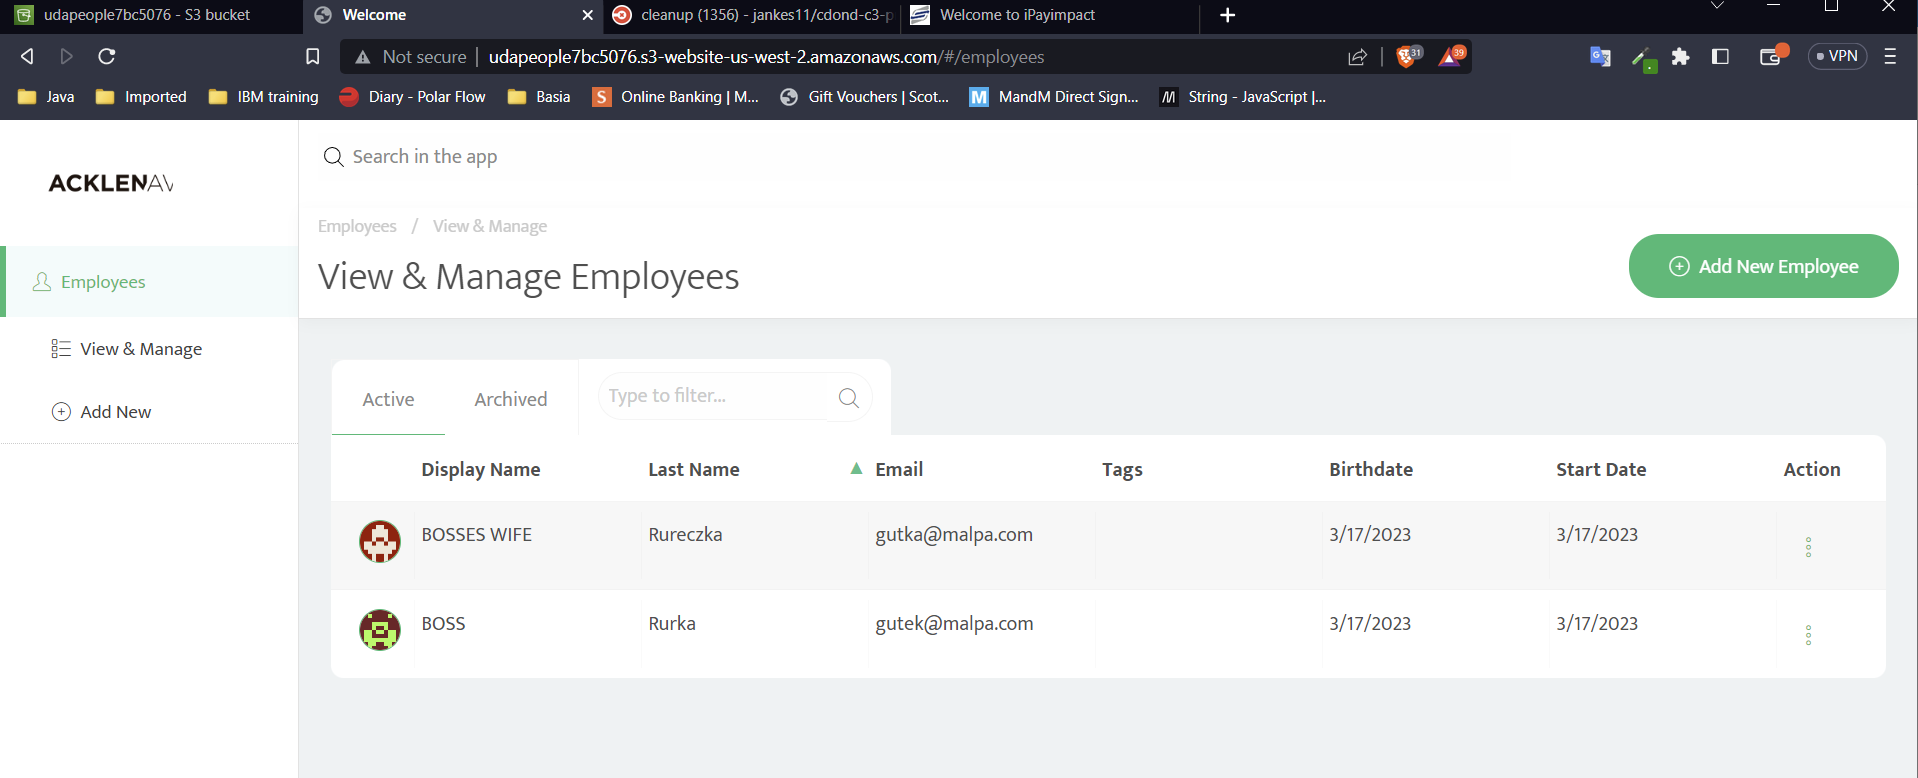 udapeople7bc5076 - S3 bucket
Welcome
cleanup (1356) - jankes11/cdond-c3-p
Welcome to iPayimpact
Not secure
udapeople7bc5076.s3-website-us-west-2.amazonaws.com/#/employees
31
39
VPN
Java
Imported
IBM training
Diary - Polar Flow
Basia
S
Online Banking | M...
Gift Vouchers | Scot...
M
MandM Direct Sign...
M
String - JavaScript |...
ACKLENAV
Search in the app
Employees / View & Manage
View & Manage Employees
Add New Employee
Employees
View & Manage
Add New
Active
Archived
Type to filter...
Display Name Last Name Email Tags Birthdate Start Date Action
BOSSES WIFE Rureczka gutka@malpa.com 3/17/2023 3/17/2023
BOSS Rurka gutek@malpa.com 3/17/2023 3/17/2023